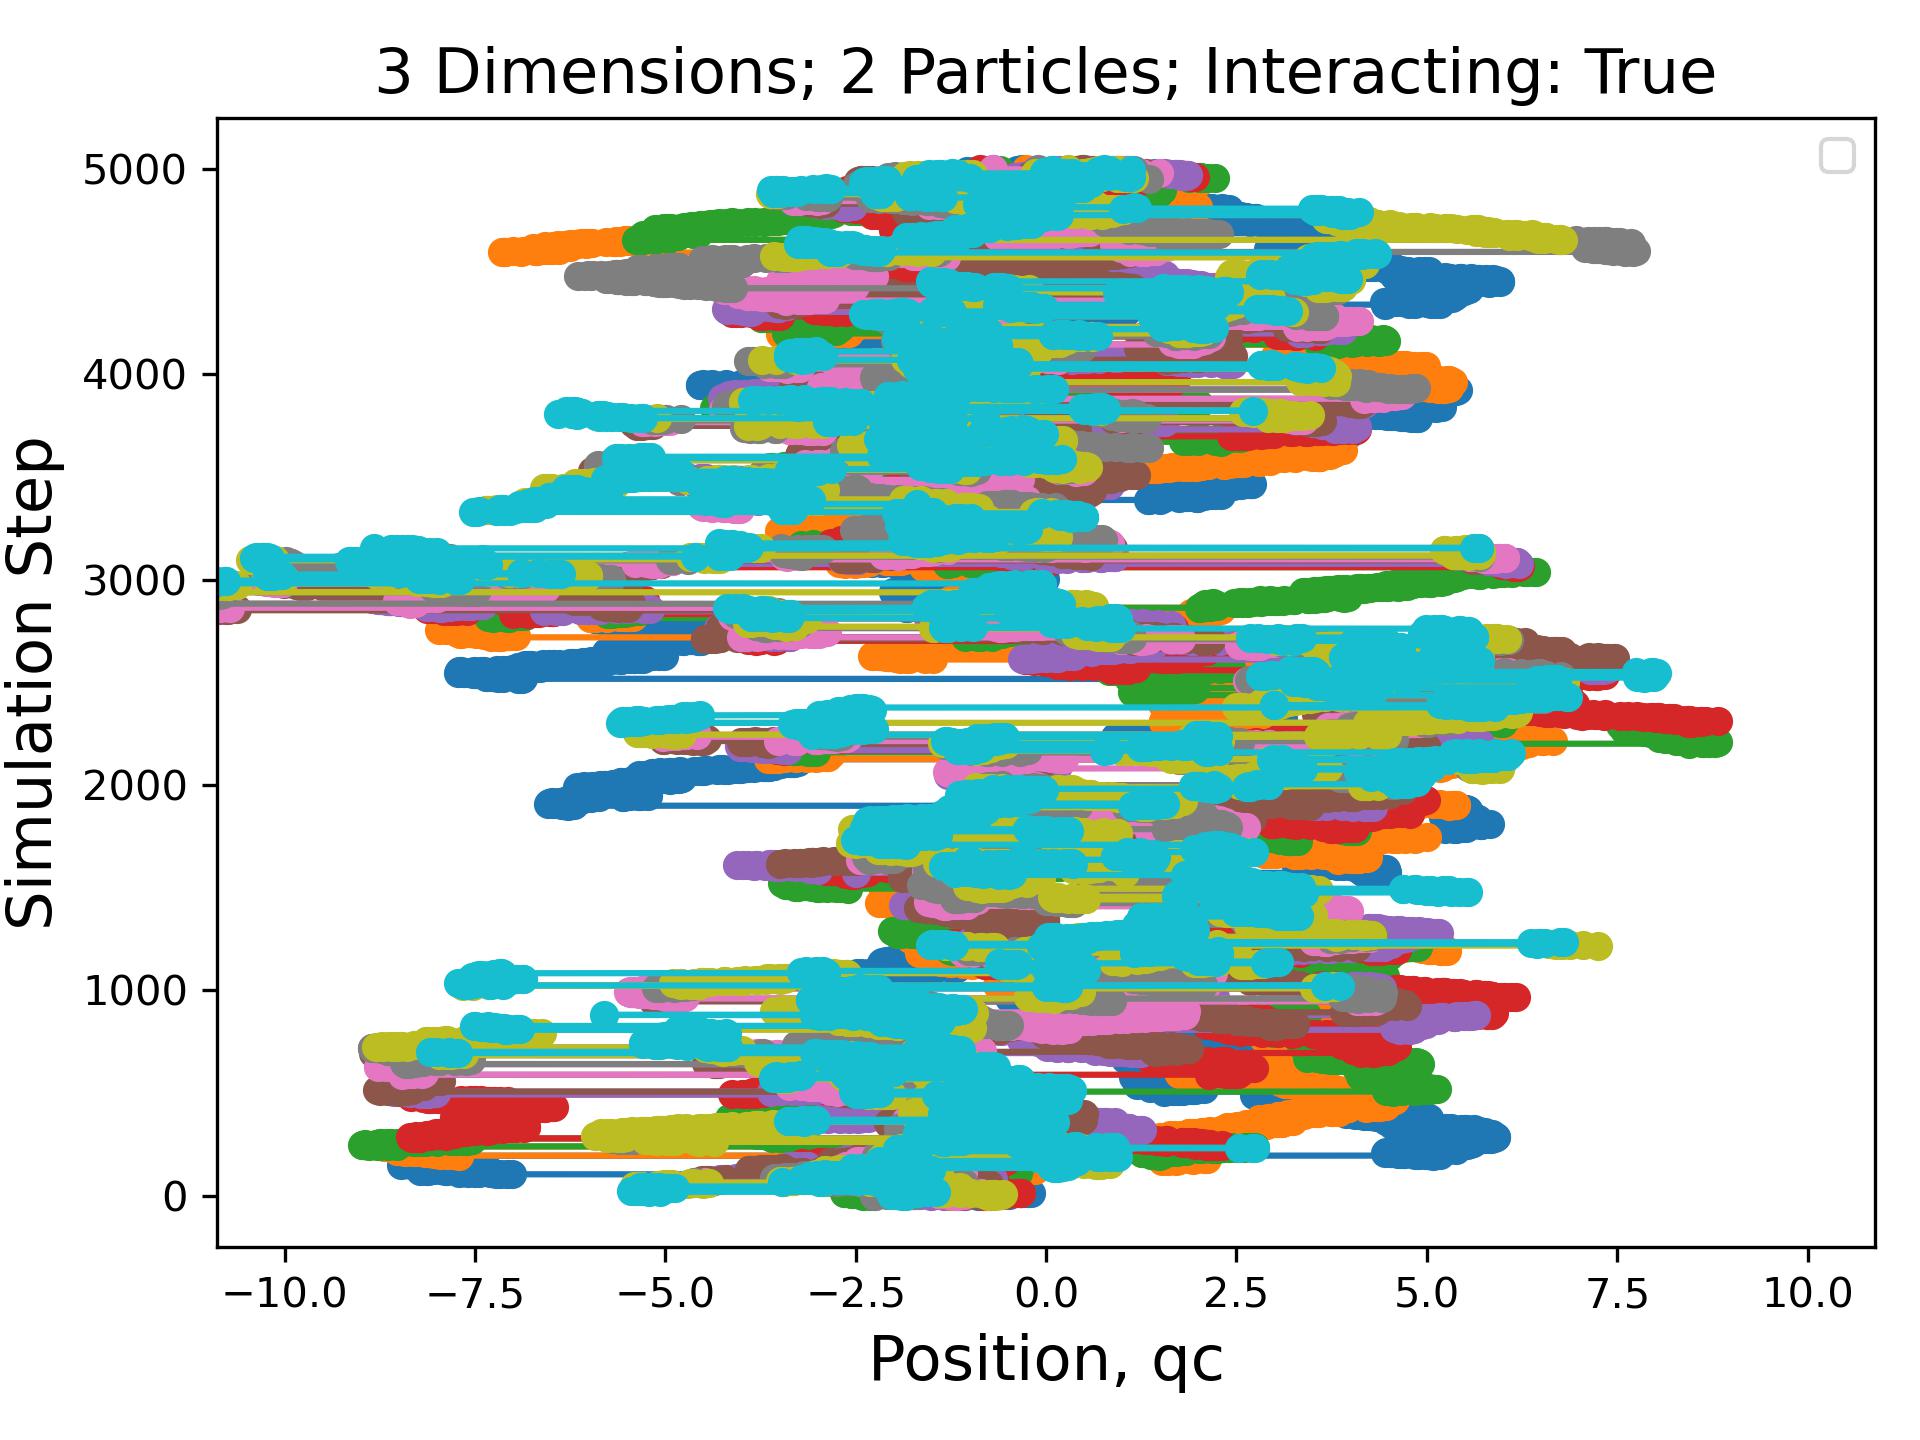 3 Dimensions; 2 Particles; Interacting: True
5000
4000
3000
2000
1000
0
Simulation Step
−10.0 −7.5 −5.0 −2.5 0.0 2.5 5.0 7.5 10.0
Position, qc